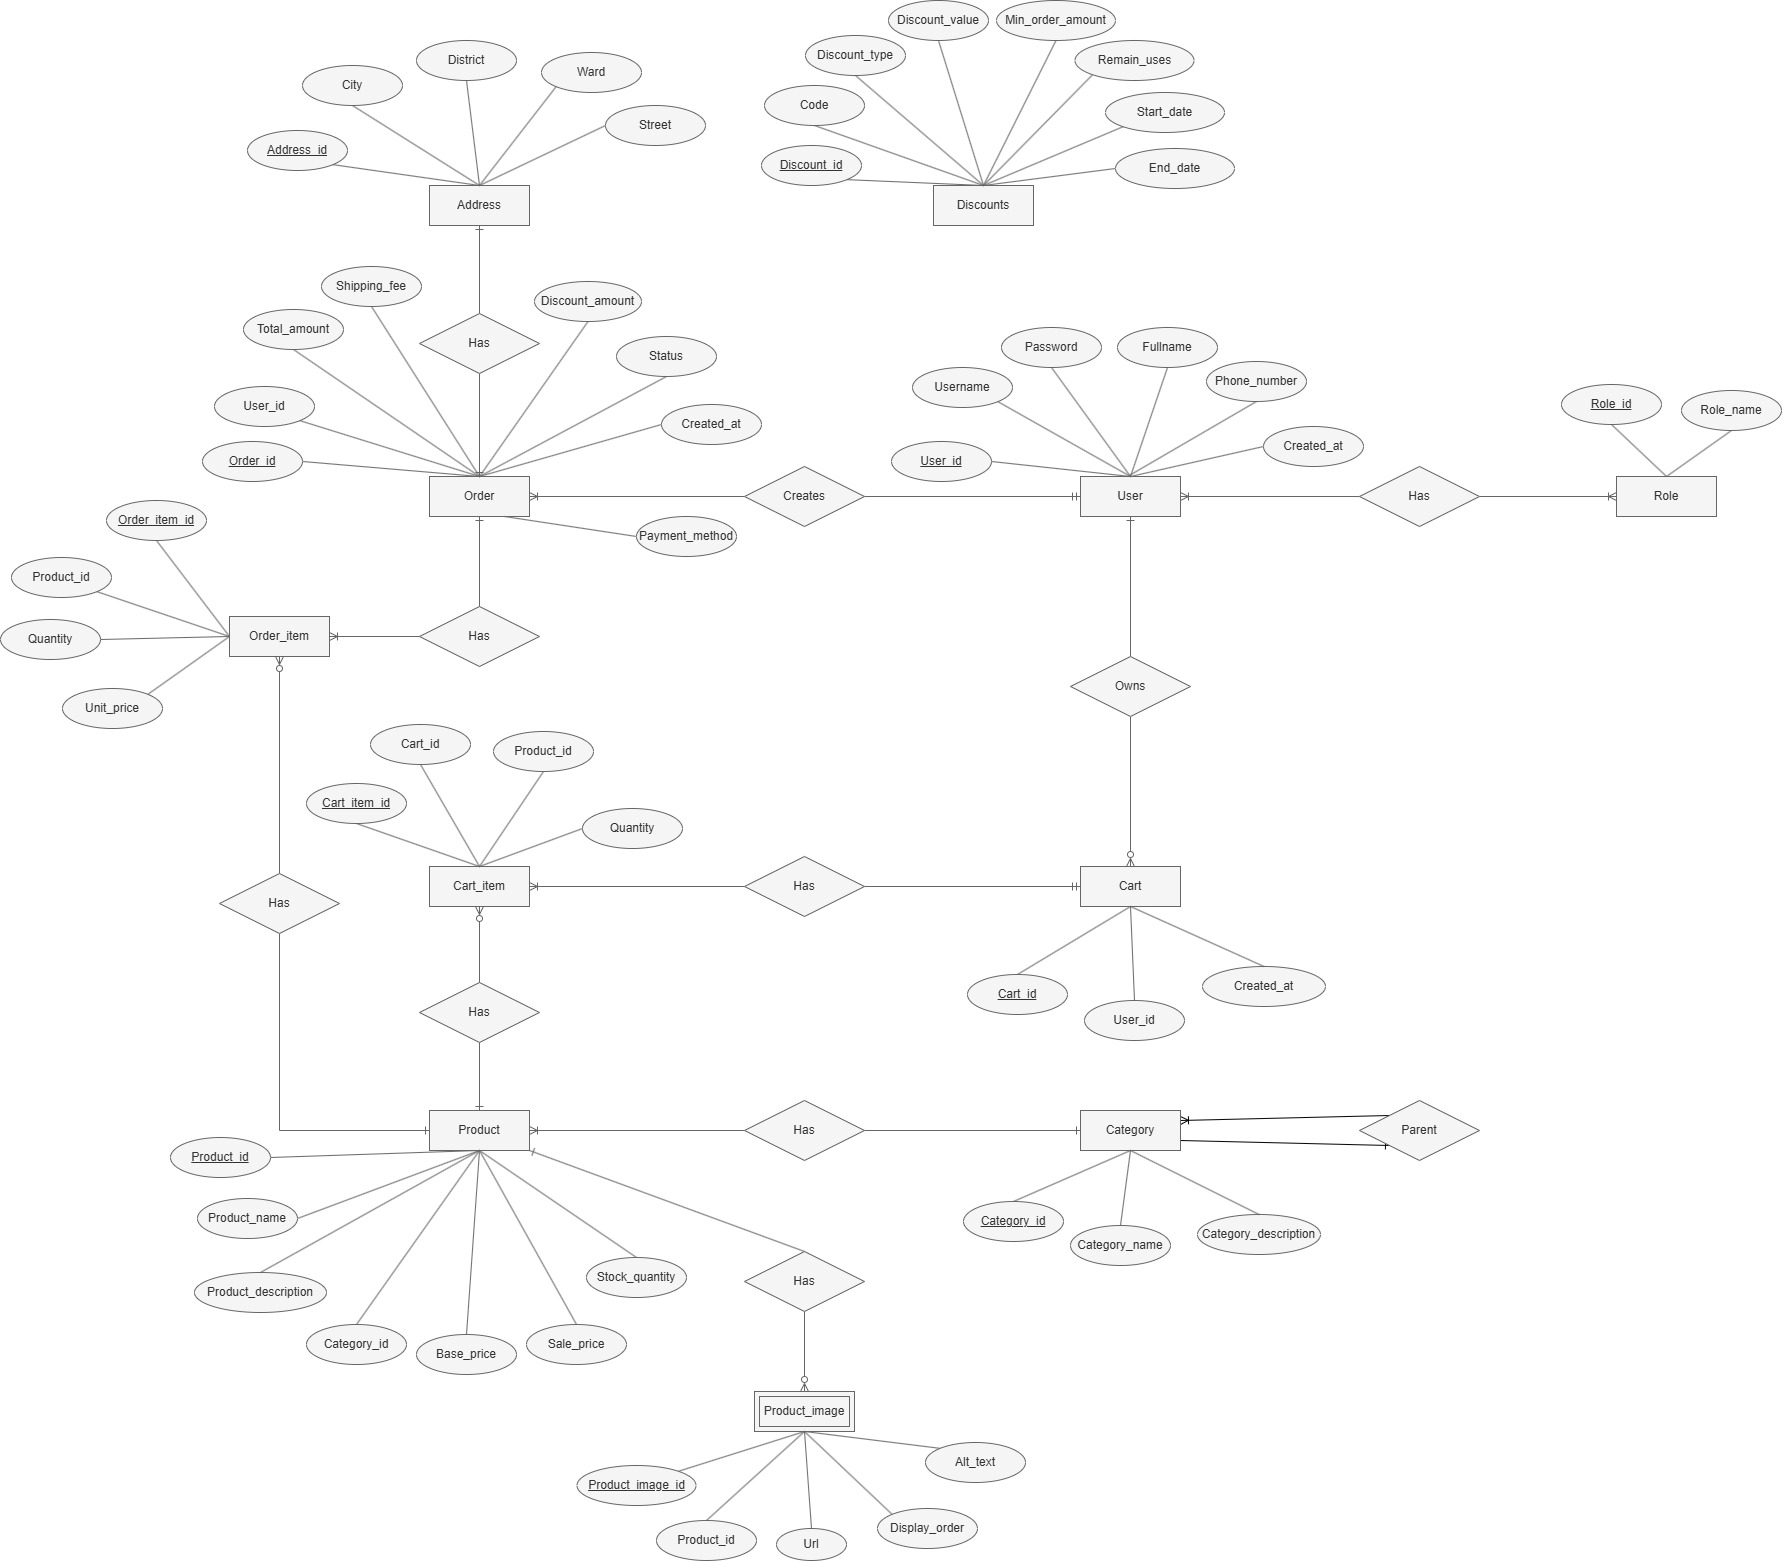 Discount_value
Min_order_amount
District
Discount_type
Remain_uses
City
Ward
Code
Start_date
Street
Address_id
Discount_id
End_date
Address
Discounts
Shipping_fee
Discount_amount
Total_amount
Has
Status
Password
Fullname
Username
Phone_number
User_id
Created_at
Role_id
Role_name
Order_id
User_id
Created_at
Order
Creates
User
Has
Role
Order_item_id
Payment_method
Product_id
Quantity
Order_item
Has
Unit_price
Owns
Cart_id
Product_id
Cart_item_id
Quantity
Has
Cart_item
Has
Cart
Cart_id
User_id
Created_at
Has
Product
Has
Category
Parent
Product_id
Product_name
Category_id
Category_name
Category_description
Product_description
Stock_quantity
Has
Category_id
Base_price
Sale_price
Product_image
Alt_text
Product_image_id
Product_id
Url
Display_order